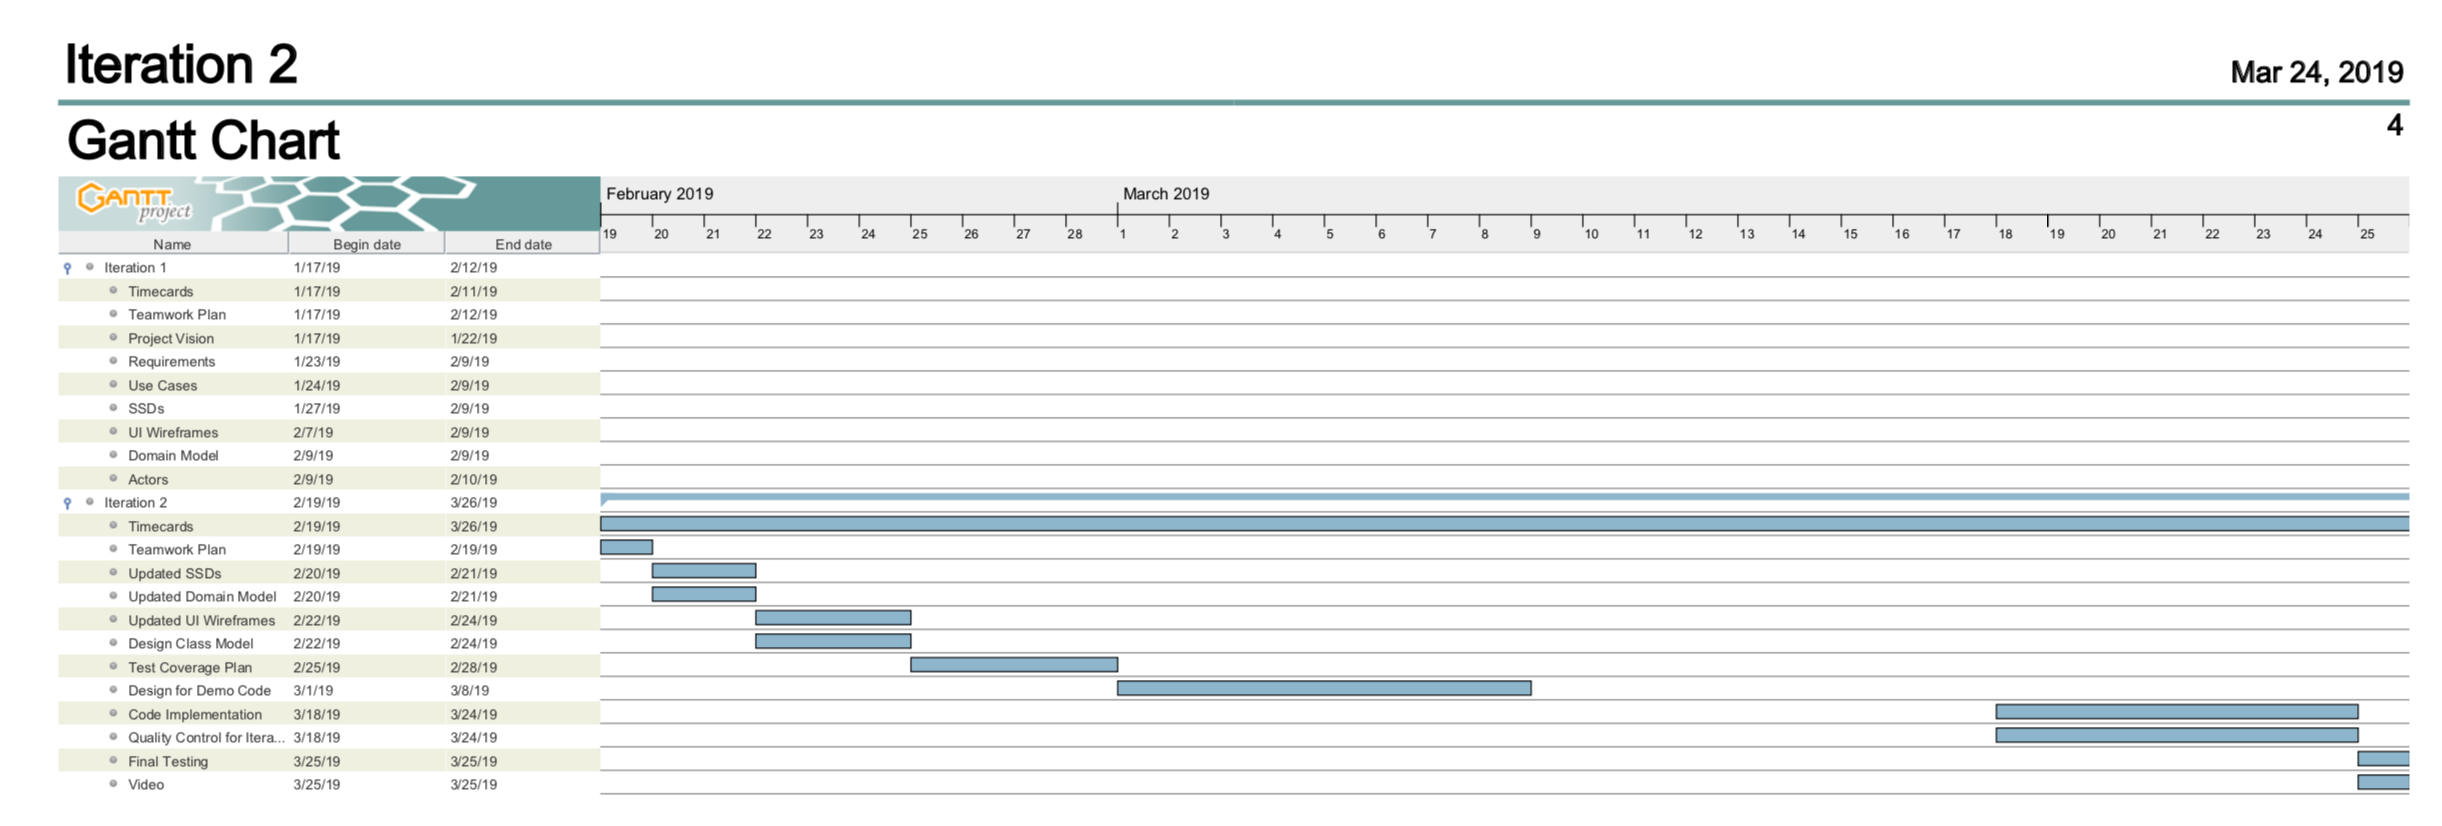 Iteration 2
Mar 24, 2019
Gantt Chart
4
GANTT
project
February 2019 March 2019
19 20 21 22 23 24 25 26 27 28 1 2 3 4 5 6 7 8 9 10 11 12 13 14 15 16 17 18 19 20 21 22 23 24 25
Name Begin date End date
Iteration 1 1/17/19 2/12/19
Timecards 1/17/19 2/11/19
Teamwork Plan 1/17/19 2/12/19
Project Vision 1/17/19 1/22/19
Requirements 1/23/19 2/9/19
Use Cases 1/24/19 2/9/19
SSDs 1/27/19 2/9/19
UI Wireframes 2/7/19 2/9/19
Domain Model 2/9/19 2/9/19
Actors 2/9/19 2/10/19
Iteration 2 2/19/19 3/26/19
Timecards 2/19/19 3/26/19
Teamwork Plan 2/19/19 2/19/19
Updated SSDs 2/20/19 2/21/19
Updated Domain Model 2/20/19 2/21/19
Updated UI Wireframes 2/22/19 2/24/19
Design Class Model 2/22/19 2/24/19
Test Coverage Plan 2/25/19 2/28/19
Design for Demo Code 3/1/19 3/8/19
Code Implementation 3/18/19 3/24/19
Quality Control for Itera... 3/18/19 3/24/19
Final Testing 3/25/19 3/25/19
Video 3/25/19 3/25/19